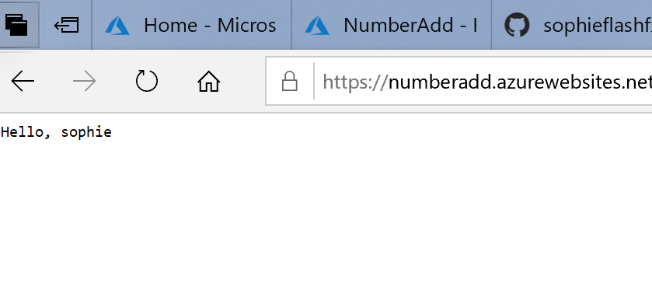 Home - Micros
NumberAdd - I
sophieflashf
https://numberadd.azurewebsites.net
Hello, sophie